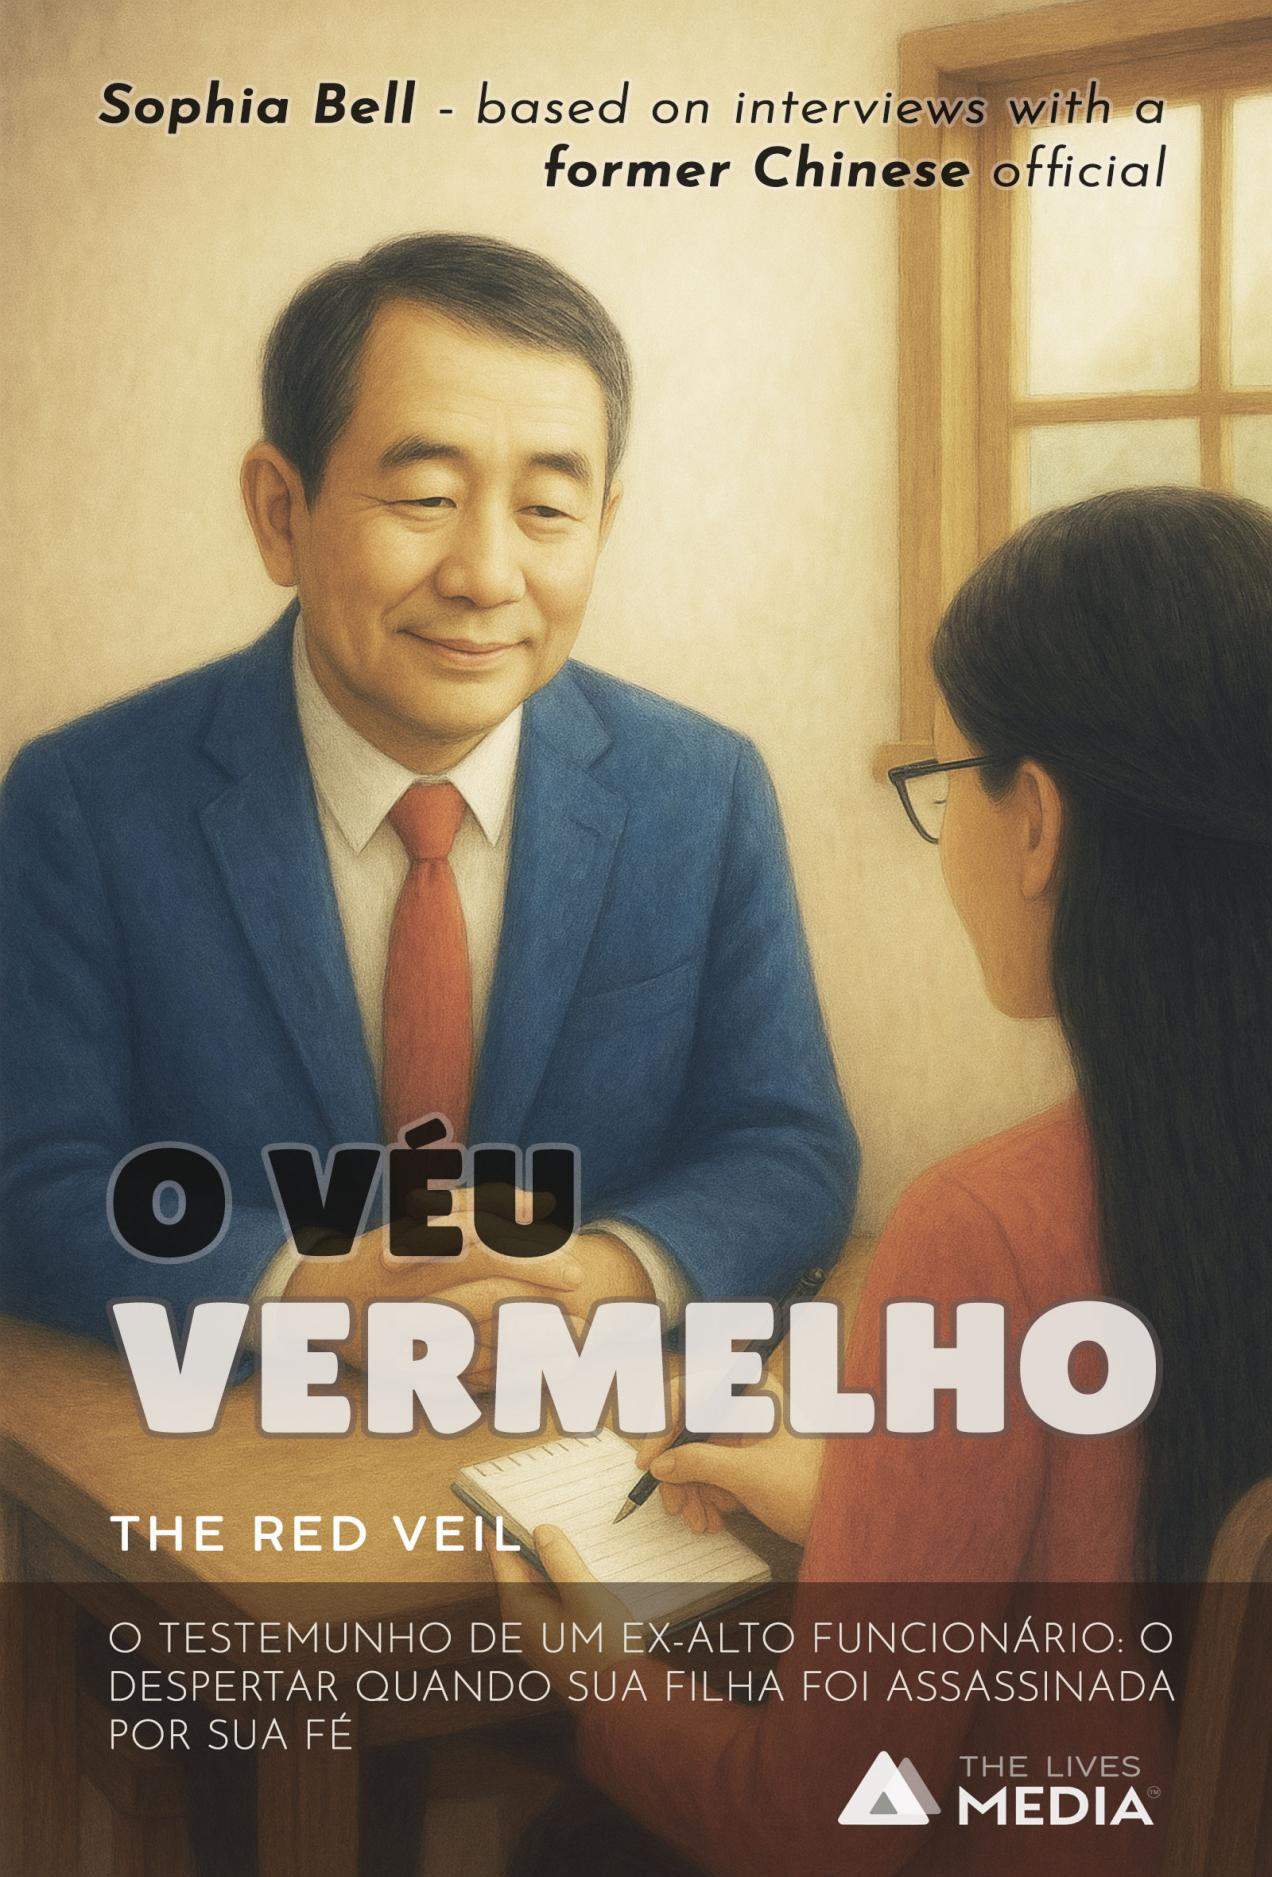 Sophia Bell - based on interviews with a
former Chinese official
O VÉU
VERMELHO
THE RED VEIL
O TESTEMUNHO DE UM EX-ALTO FUNCIONÁRIO: O
DESPERTAR QUANDO SUA FILHA FOI ASSASSINADA
POR SUA FÉ
THE LIVES
MEDIA™